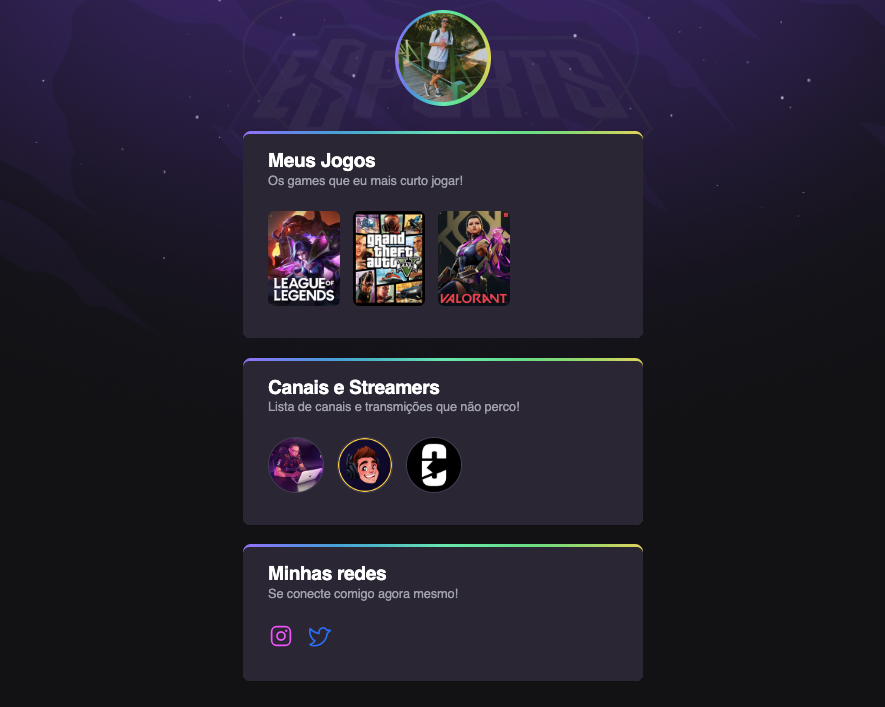 ESPORTS
Meus Jogos
Os games que eu mais curto jogar!
LEAGUE OF
LEGENDS
grand
theft
auto V
VALORANT
Canais e Streamers
Lista de canais e transmições que não perco!
Minhas redes
Se conecte comigo agora mesmo!